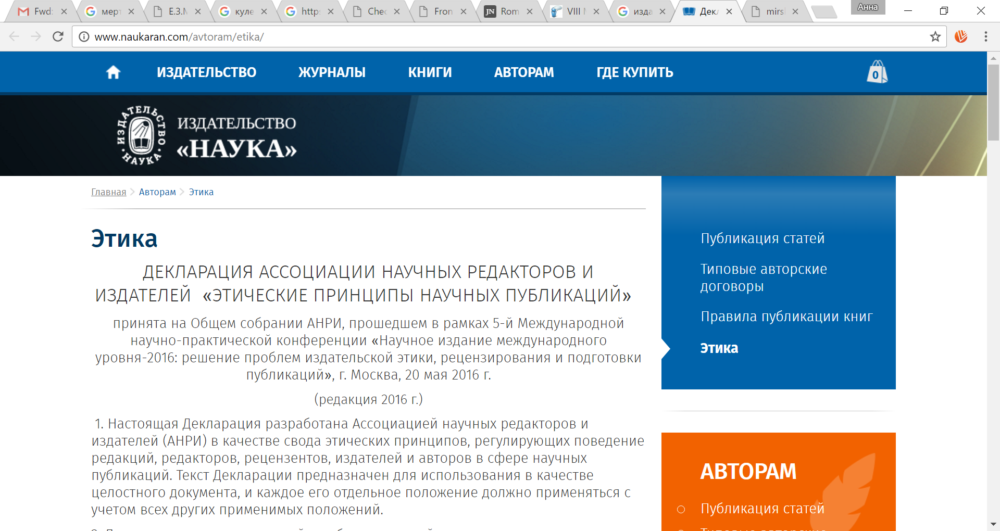 Fwd:
мерт
Е.З.М
куле
https
Chec
Fron
JN
Rom
VIII М
изда
Декл
mirsl
Анна
www.naukaran.com/avtoram/etika/
ИЗДАТЕЛЬСТВО
ЖУРНАЛЫ
КНИГИ
АВТОРАМ
ГДЕ КУПИТЬ
0
ИЗДАТЕЛЬСТВО
·НАУКА·
ИЗДАТЕЛЬСТВО
«НАУКА»
Главная
Авторам
Этика
Этика
ДЕКЛАРАЦИЯ АССОЦИАЦИИ НАУЧНЫХ РЕДАКТОРОВ И
ИЗДАТЕЛЕЙ «ЭТИЧЕСКИЕ ПРИНЦИПЫ НАУЧНЫХ ПУБЛИКАЦИЙ»
принята на Общем собрании АНРИ, прошедшем в рамках 5-й Международной
научно-практической конференции «Научное издание международного
уровня-2016: решение проблем издательской этики, рецензирования и подготовки
публикаций», г. Москва, 20 мая 2016 г.
(редакция 2016 г.)
1. Настоящая Декларация разработана Ассоциацией научных редакторов и
издателей (АНРИ) в качестве свода этических принципов, регулирующих поведение
редакций, редакторов, рецензентов, издателей и авторов в сфере научных
публикаций. Текст Декларации предназначен для использования в качестве
целостного документа, и каждое его отдельное положение должно применяться с
учетом всех других применимых положений.
Публикация статей
Типовые авторские
договоры
Правила публикации книг
Этика
АВТОРАМ
Публикация статей
Типовые авторские